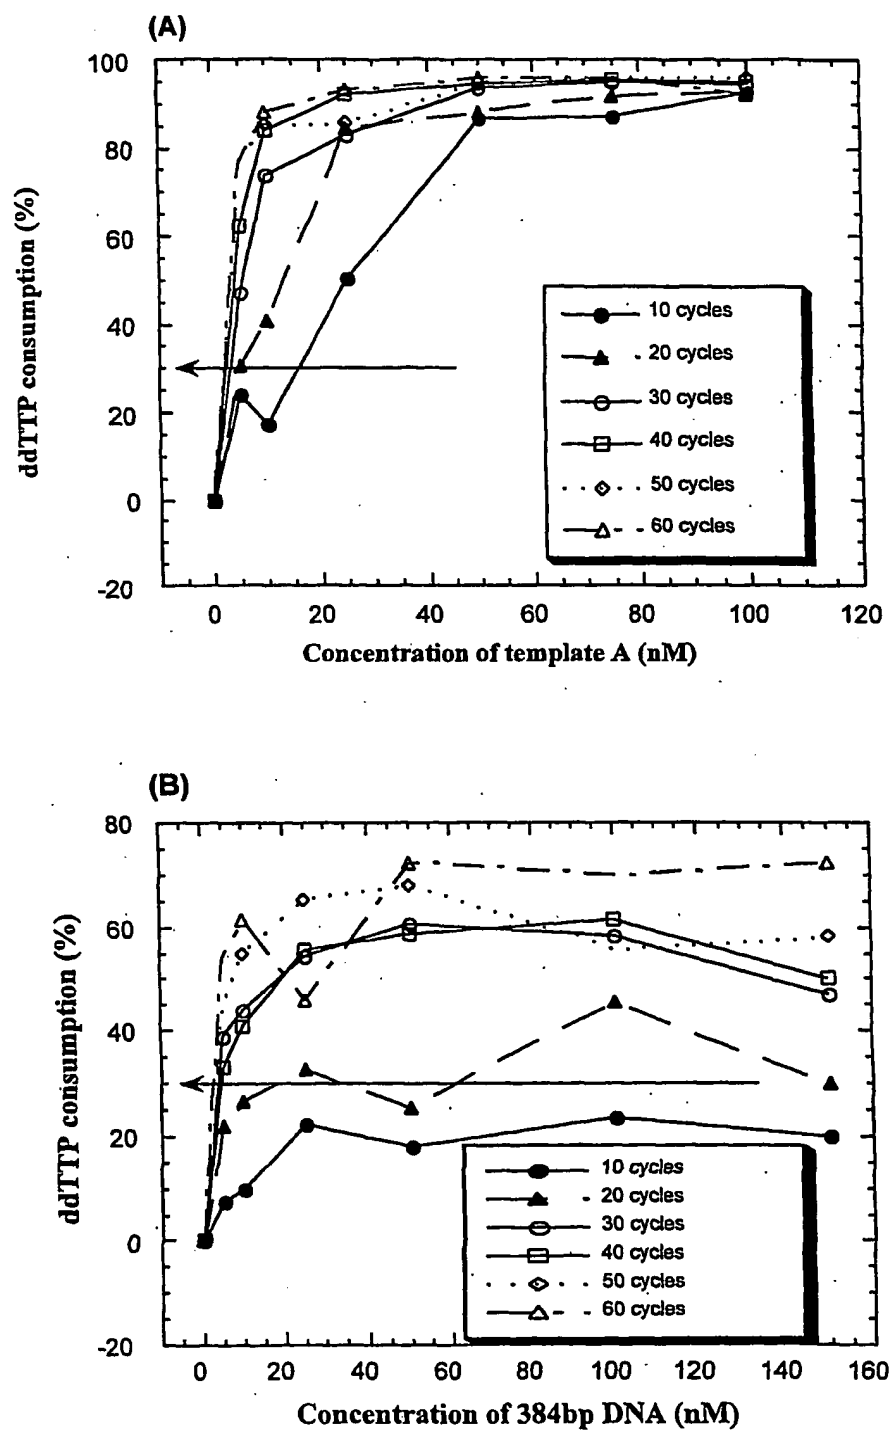 (A)
ddTTP consumption (%)
100
80
60
40
20
0
-20
10 cycles
20 cycles
30 cycles
40 cycles
50 cycles
60 cycles
0 20 40 60 80 100 120
Concentration of template A (nM)
(B)
ddTTP consumption (%)
80
60
40
20
0
-20
10 cycles
20 cycles
30 cycles
40 cycles
50 cycles
60 cycles
0 20 40 60 80 100 120 140 160
Concentration of 384bp DNA (nM)